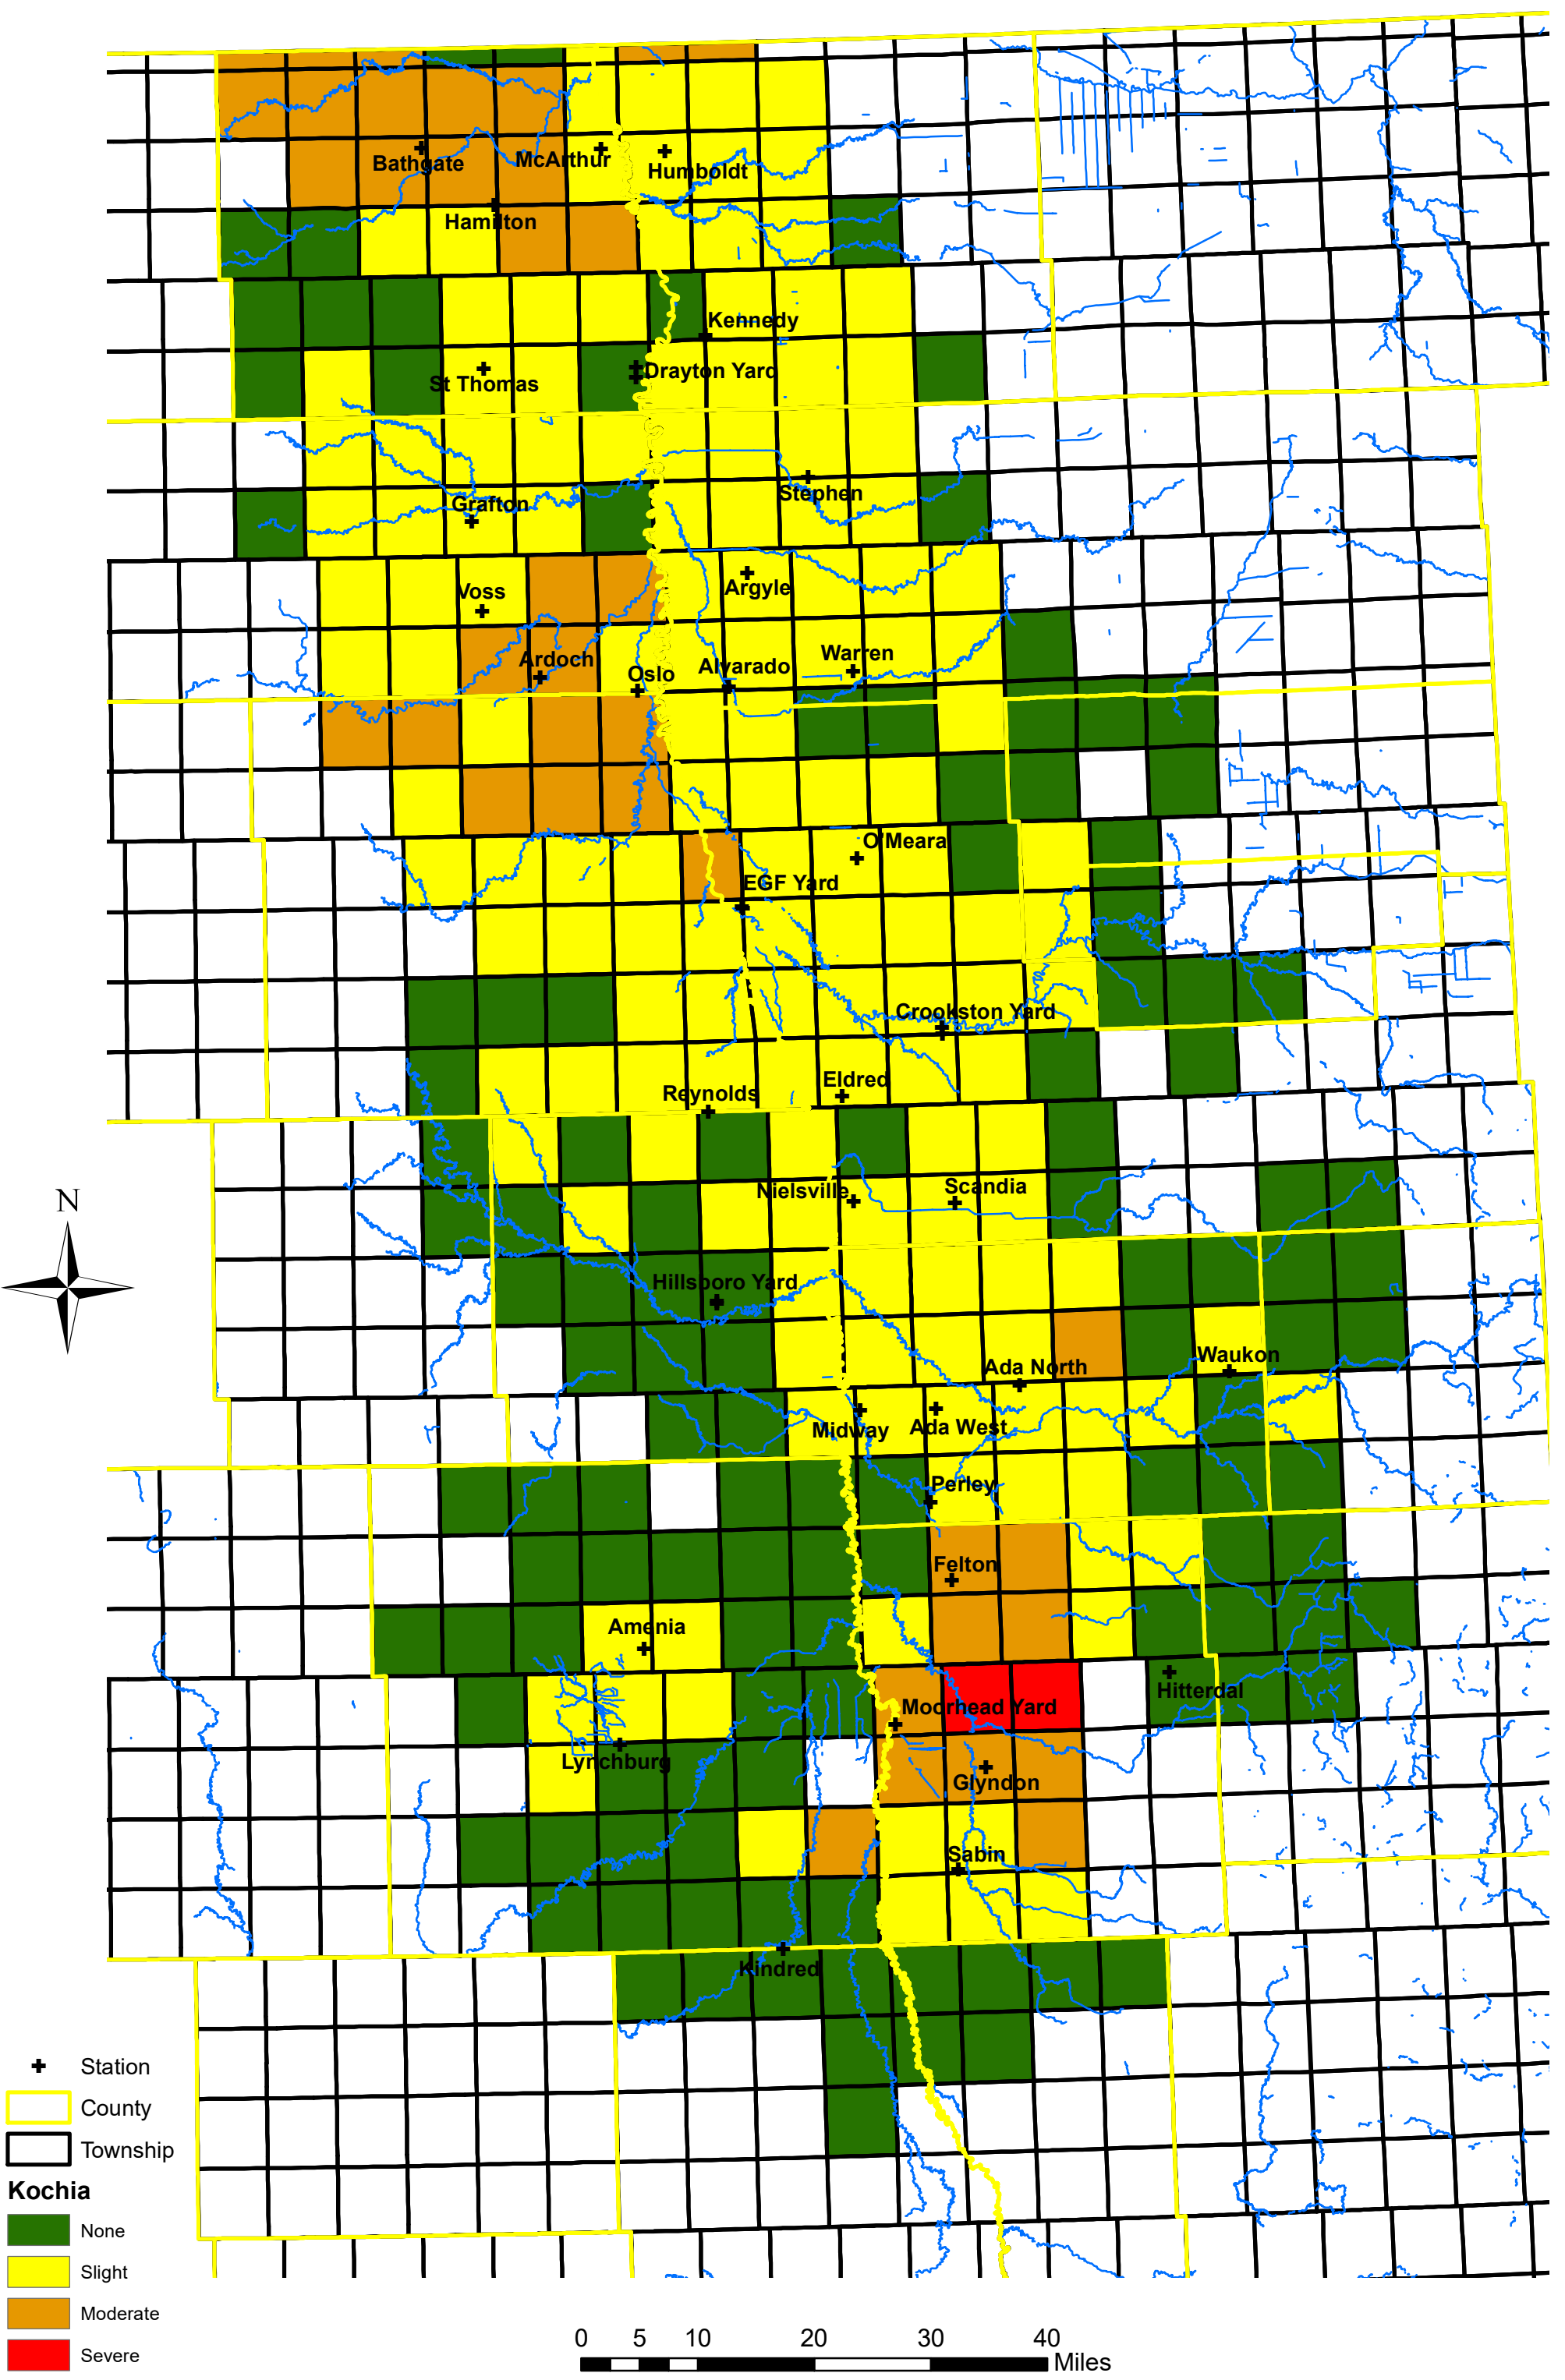 Bathgate
McArthur
Humboldt
Hamilton
Kennedy
Drayton Yard
St Thomas
Stephen
Grafton
Argyle
Voss
Ardoch
Oslo
Alvarado
Warren
O'Meara
EGF Yard
Crookston Yard
Eldred
Reynolds
Nielsville
Scandia
N
Hillsboro Yard
Waukon
Ada North
Midway
Ada West
Perley
Felton
Amenia
Hitterdal
Moorhead Yard
Lynchburg
Glyndon
Sabin
Kindred
Station
County
Township
Kochia
None
Slight
Moderate
Severe
0 5 10 20 30 40
Miles